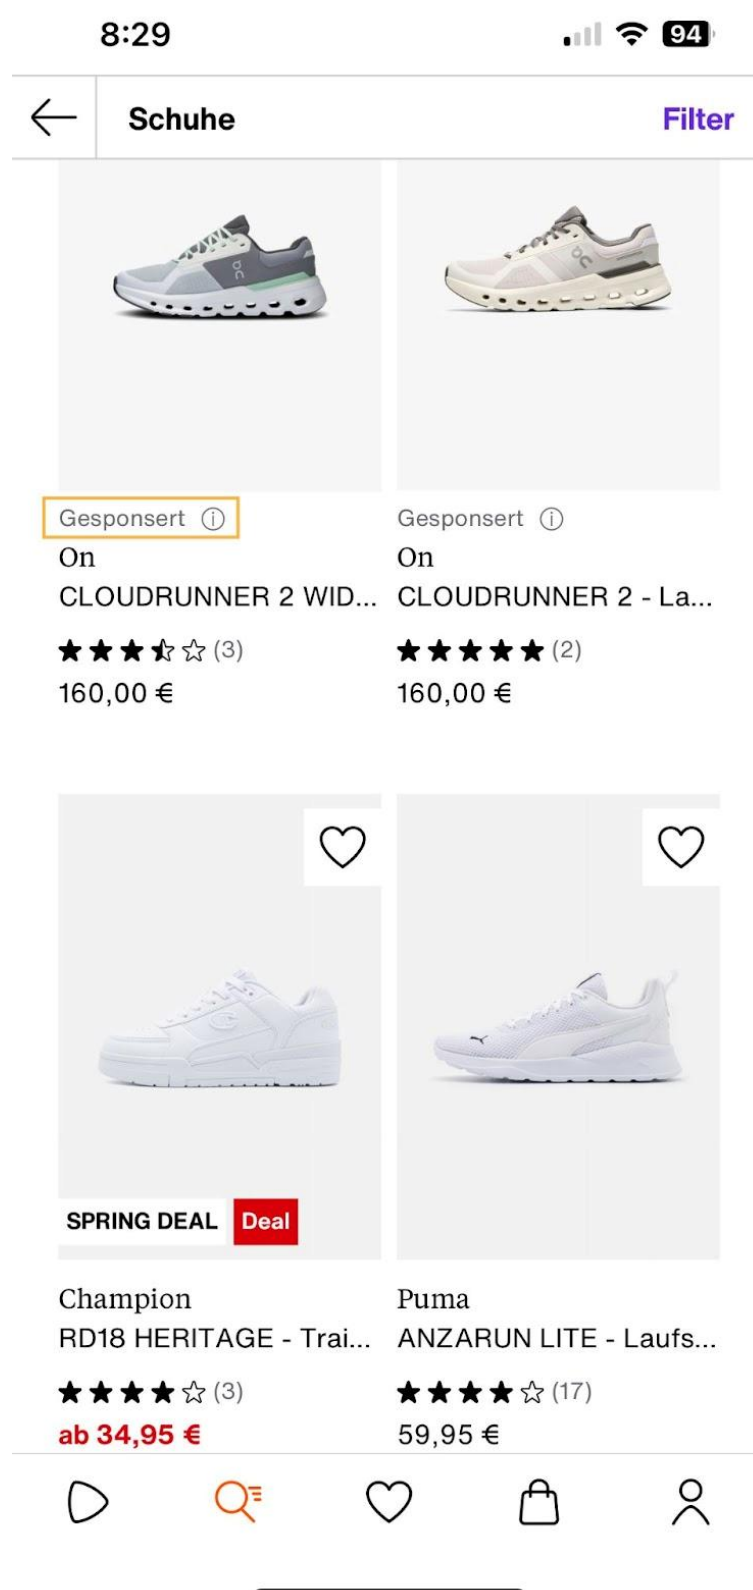 8:29
94
Schuhe
Filter
Gesponsert
Gesponsert
On
On
CLOUDRUNNER 2 WID...
CLOUDRUNNER 2 - La...
(3)
(2)
160,00 €
160,00 €
SPRING DEAL
Deal
Champion
Puma
RD18 HERITAGE - Trai...
ANZARUN LITE - Laufs...
(3)
(17)
ab 34,95 €
59,95 €